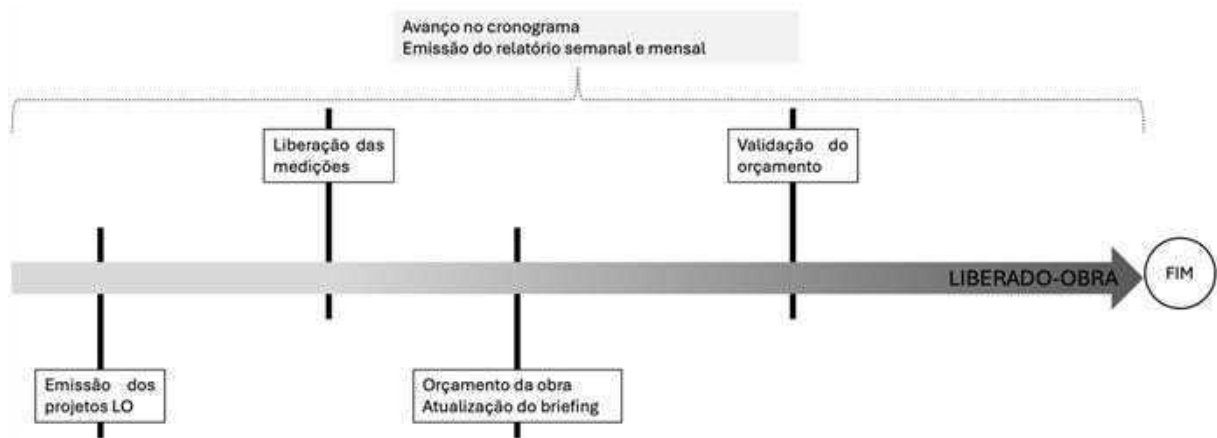 Avanço no cronograma
Emissão do relatório semanal e mensal
Liberação das
medições
Validação do
orçamento
LIBERADO-OBRA
FIM
Emissão dos
projetos LO
Orçamento da obra
Atualização do briefing